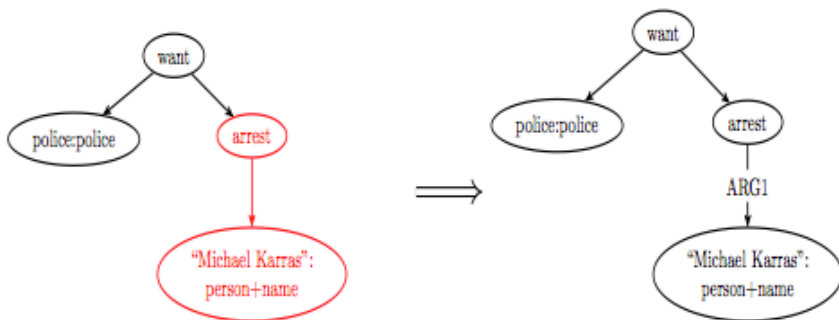 want
police:police
arrest
“Michael Karras”:
person+name
want
police:police
arrest
ARG1
“Michael Karras”:
person+name